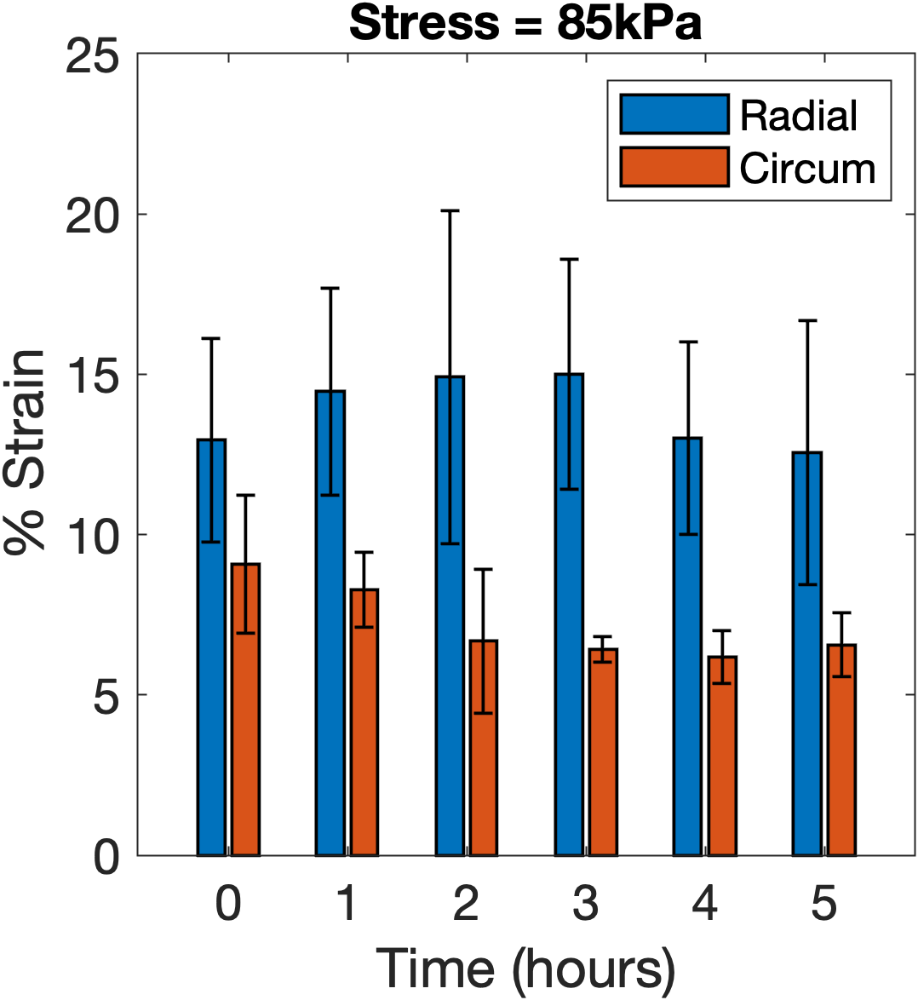 Stress = 85kPa
Radial
Circum
% Strain
25
20
15
10
5
0
0 1 2 3 4 5
Time (hours)